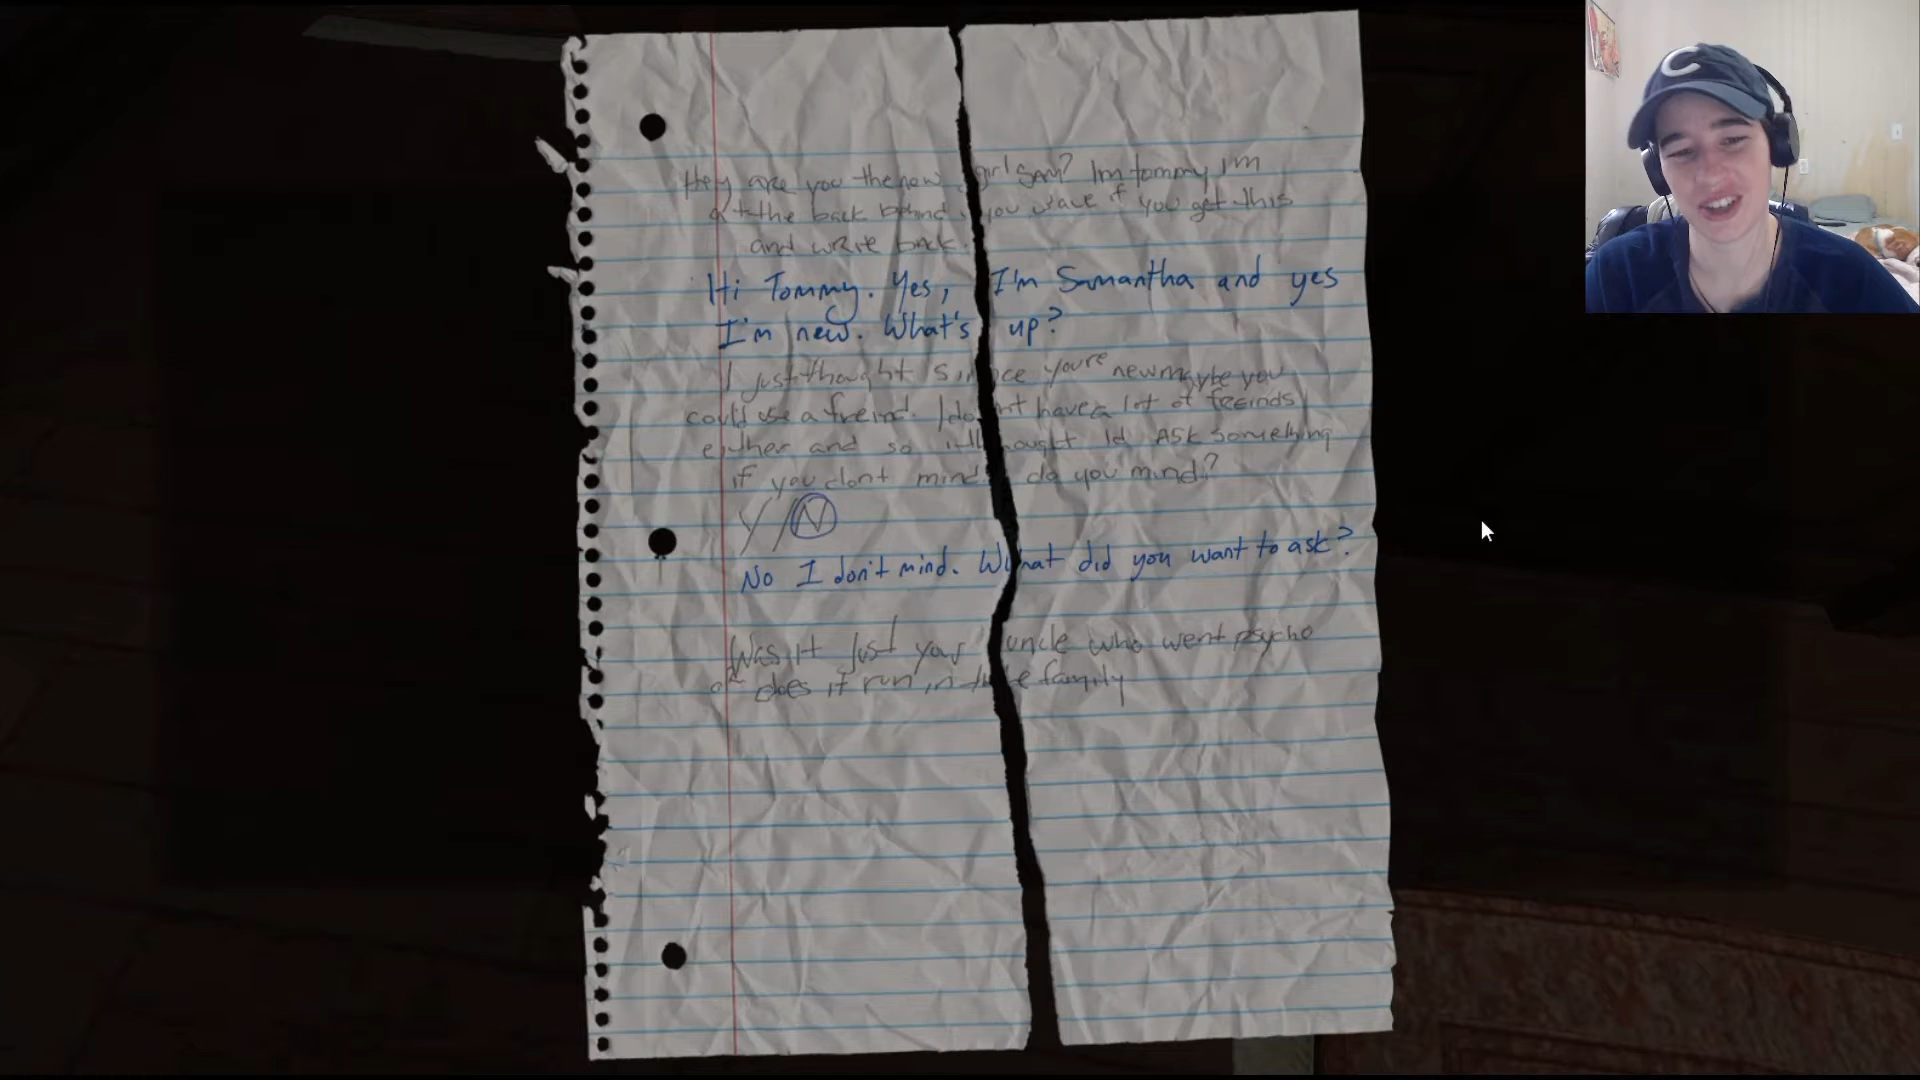 Hey are you the new girl Sam? Im tommy I'm
at the back behind you wave if you get this
and write back.
Hi Tommy. Yes, I'm Samantha and yes
I'm new. What's up?
I just thought since youre new maybe you
could use a freind. I dont have a lot of freinds
either and so i thought Id ASK something
if you dont mind. do you mind?
Y/N
No I don't mind. What did you want to ask?
Was it just your uncle who went psycho
or does it run in the family
C